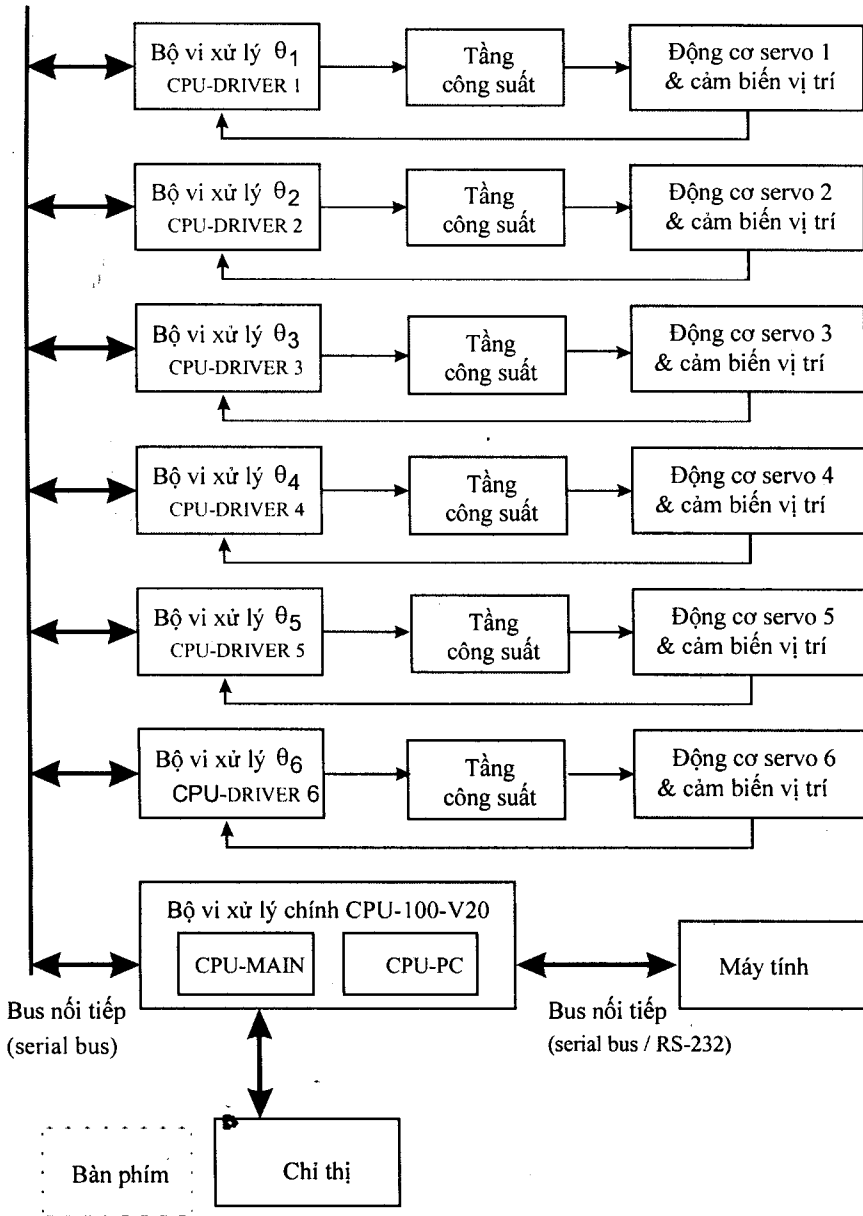 Bộ vi xử lý θ1
CPU-DRIVER 1
Tầng
công suất
Động cơ servo 1
& cảm biến vị trí
Bộ vi xử lý θ2
CPU-DRIVER 2
Tầng
công suất
Động cơ servo 2
& cảm biến vị trí
Bộ vi xử lý θ3
CPU-DRIVER 3
Tầng
công suất
Động cơ servo 3
& cảm biến vị trí
Bộ vi xử lý θ4
CPU-DRIVER 4
Tầng
công suất
Động cơ servo 4
& cảm biến vị trí
Bộ vi xử lý θ5
CPU-DRIVER 5
Tầng
công suất
Động cơ servo 5
& cảm biến vị trí
Bộ vi xử lý θ6
CPU-DRIVER 6
Tầng
công suất
Động cơ servo 6
& cảm biến vị trí
Bộ vi xử lý chính CPU-100-V20
CPU-MAIN
CPU-PC
Máy tính
Bus nối tiếp
(serial bus)
Bus nối tiếp
(serial bus / RS-232)
Bàn phím
Chỉ thị